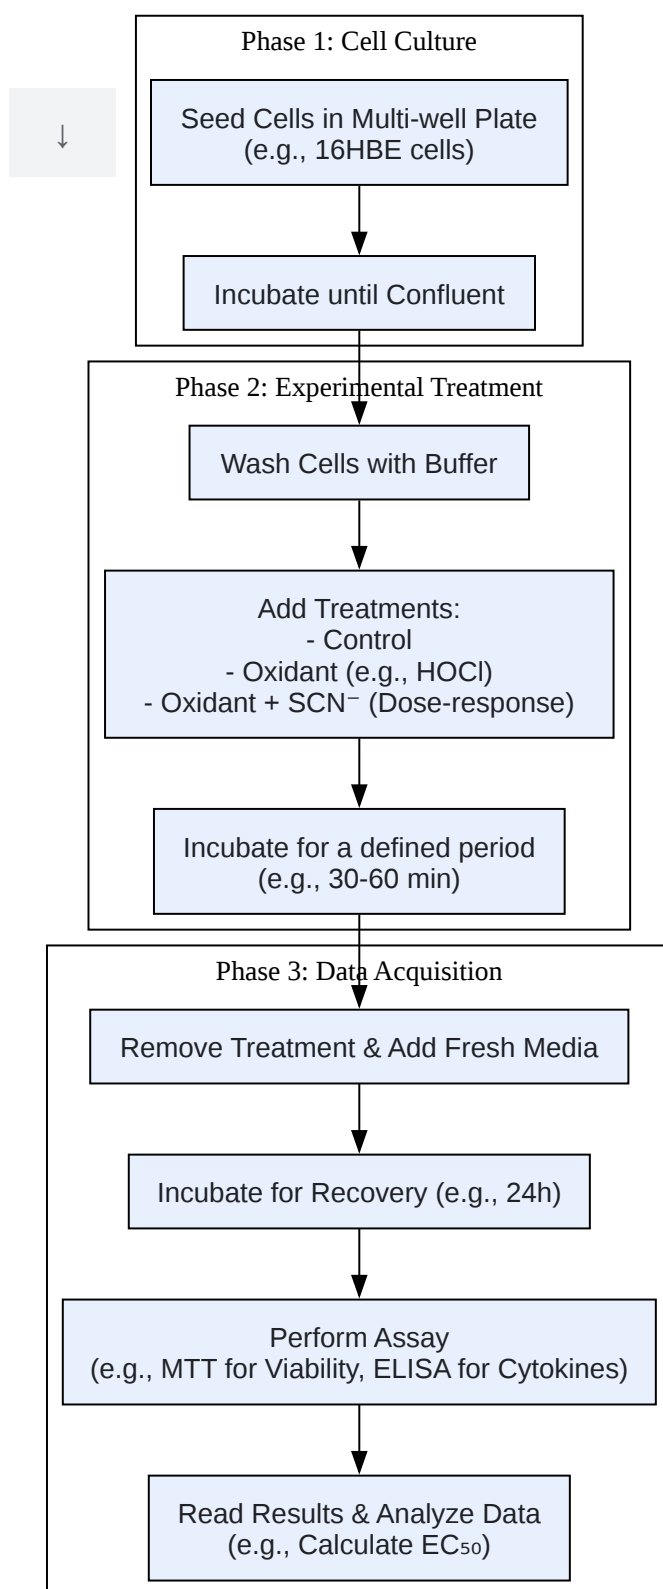 Phase 1: Cell Culture
↓
Seed Cells in Multi-well Plate
(e.g., 16HBE cells)
Incubate until Confluent
Phase 2: Experimental Treatment
Wash Cells with Buffer
Add Treatments:
- Control
- Oxidant (e.g., HOCl)
- Oxidant + SCN⁻ (Dose-response)
Incubate for a defined period
(e.g., 30-60 min)
Phase 3: Data Acquisition
Remove Treatment & Add Fresh Media
Incubate for Recovery (e.g., 24h)
Perform Assay
(e.g., MTT for Viability, ELISA for Cytokines)
Read Results & Analyze Data
(e.g., Calculate EC₅₀)